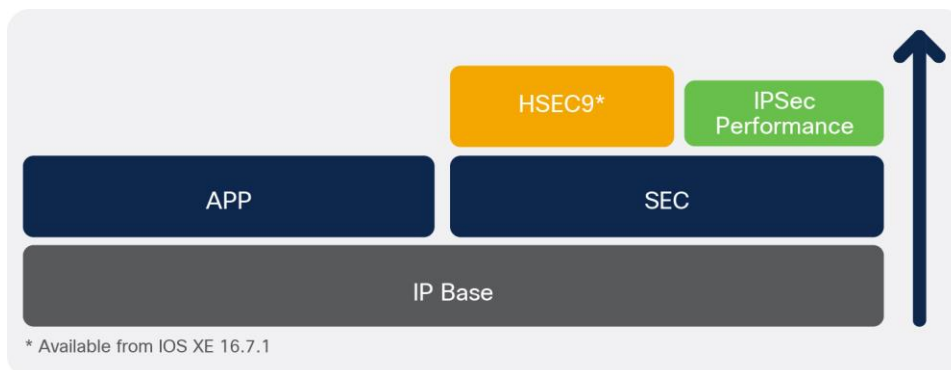 HSEC9*
IPSec
Performance
APP
SEC
IP Base
* Available from IOS XE 16.7.1